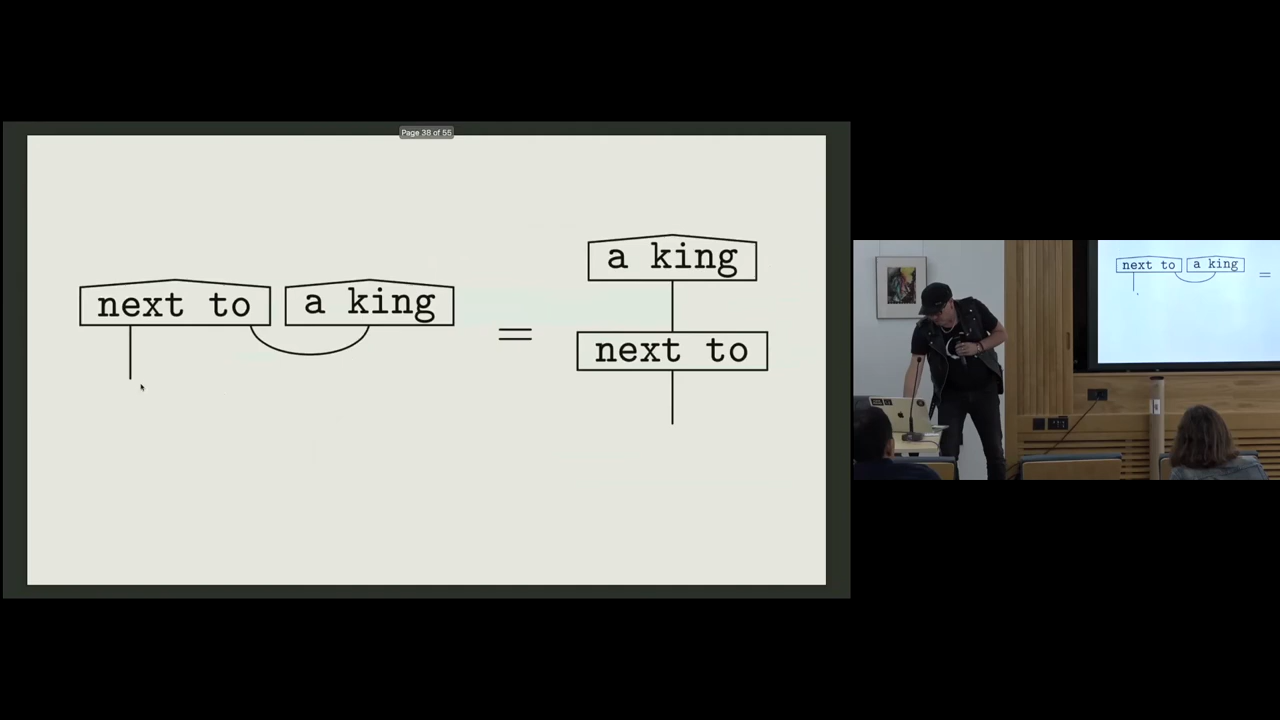 Page 38 of 55
next to a king = a king
next to
next to a king =